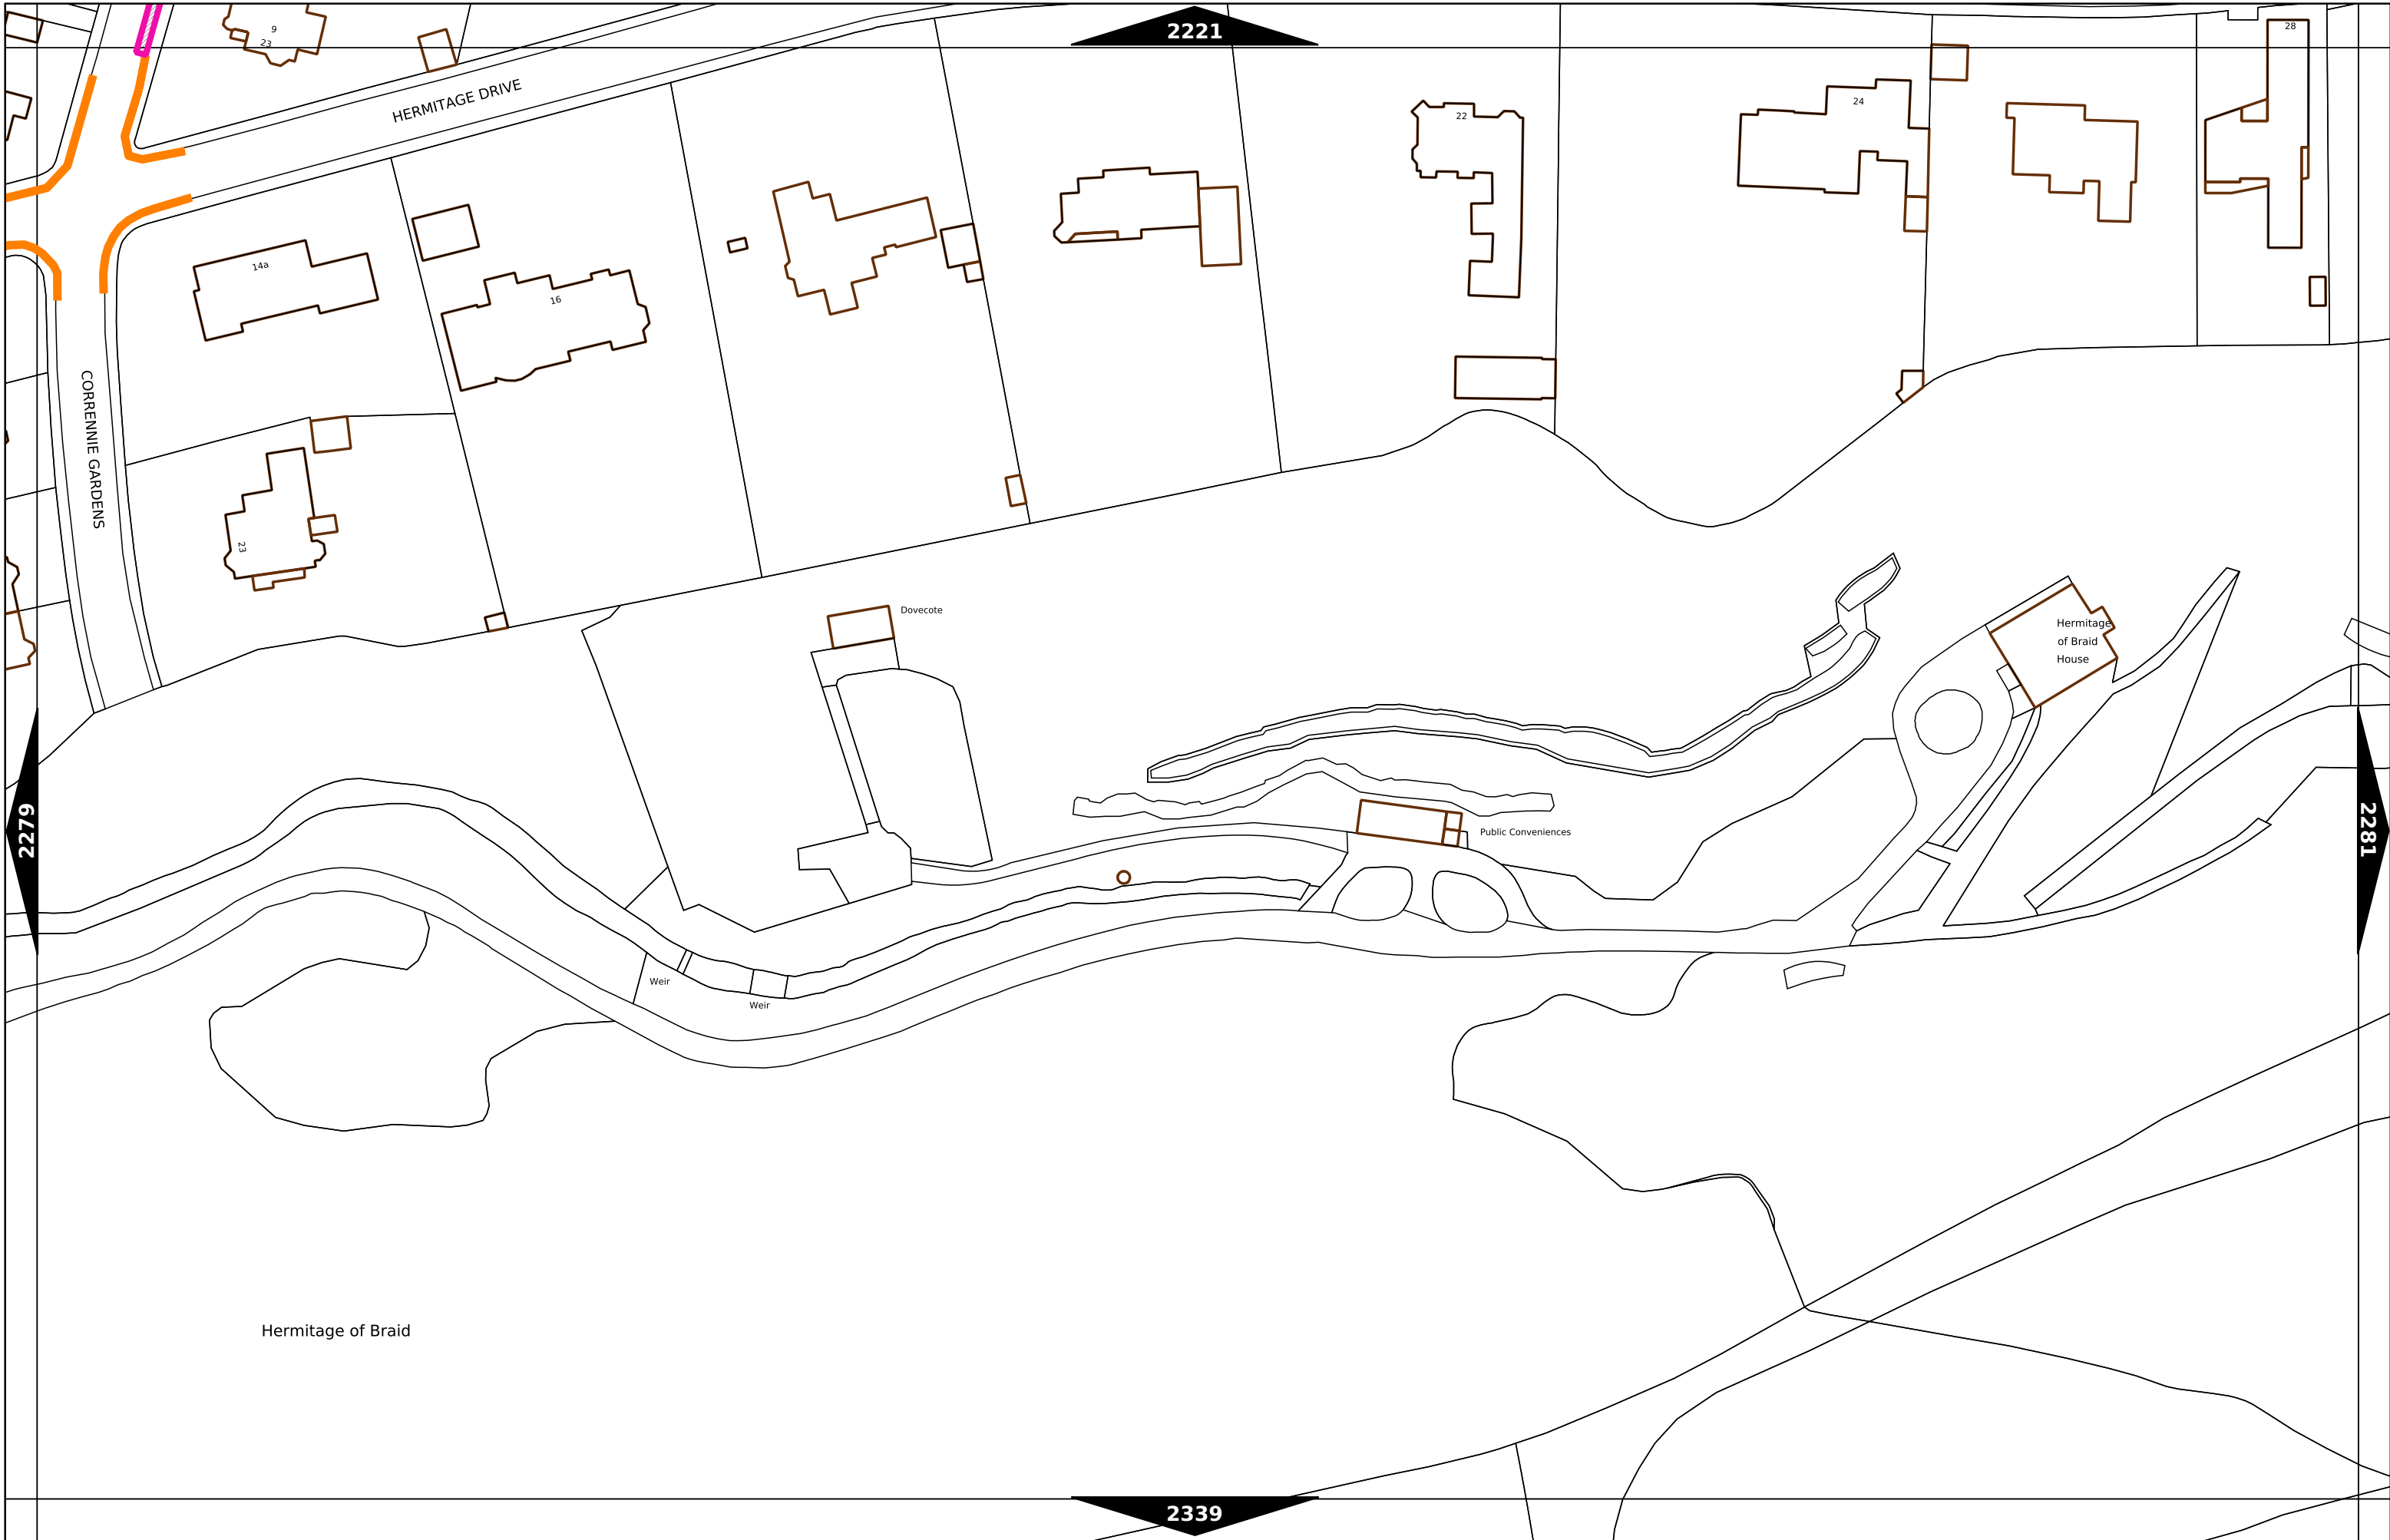 2221
28
9
23
HERMITAGE DRIVE
24
22
14a
16
CORRENNIE GARDENS
23
Dovecote
Hermitage
of Braid
House
2279
2281
Public Conveniences
Weir
Weir
Hermitage of Braid
2339